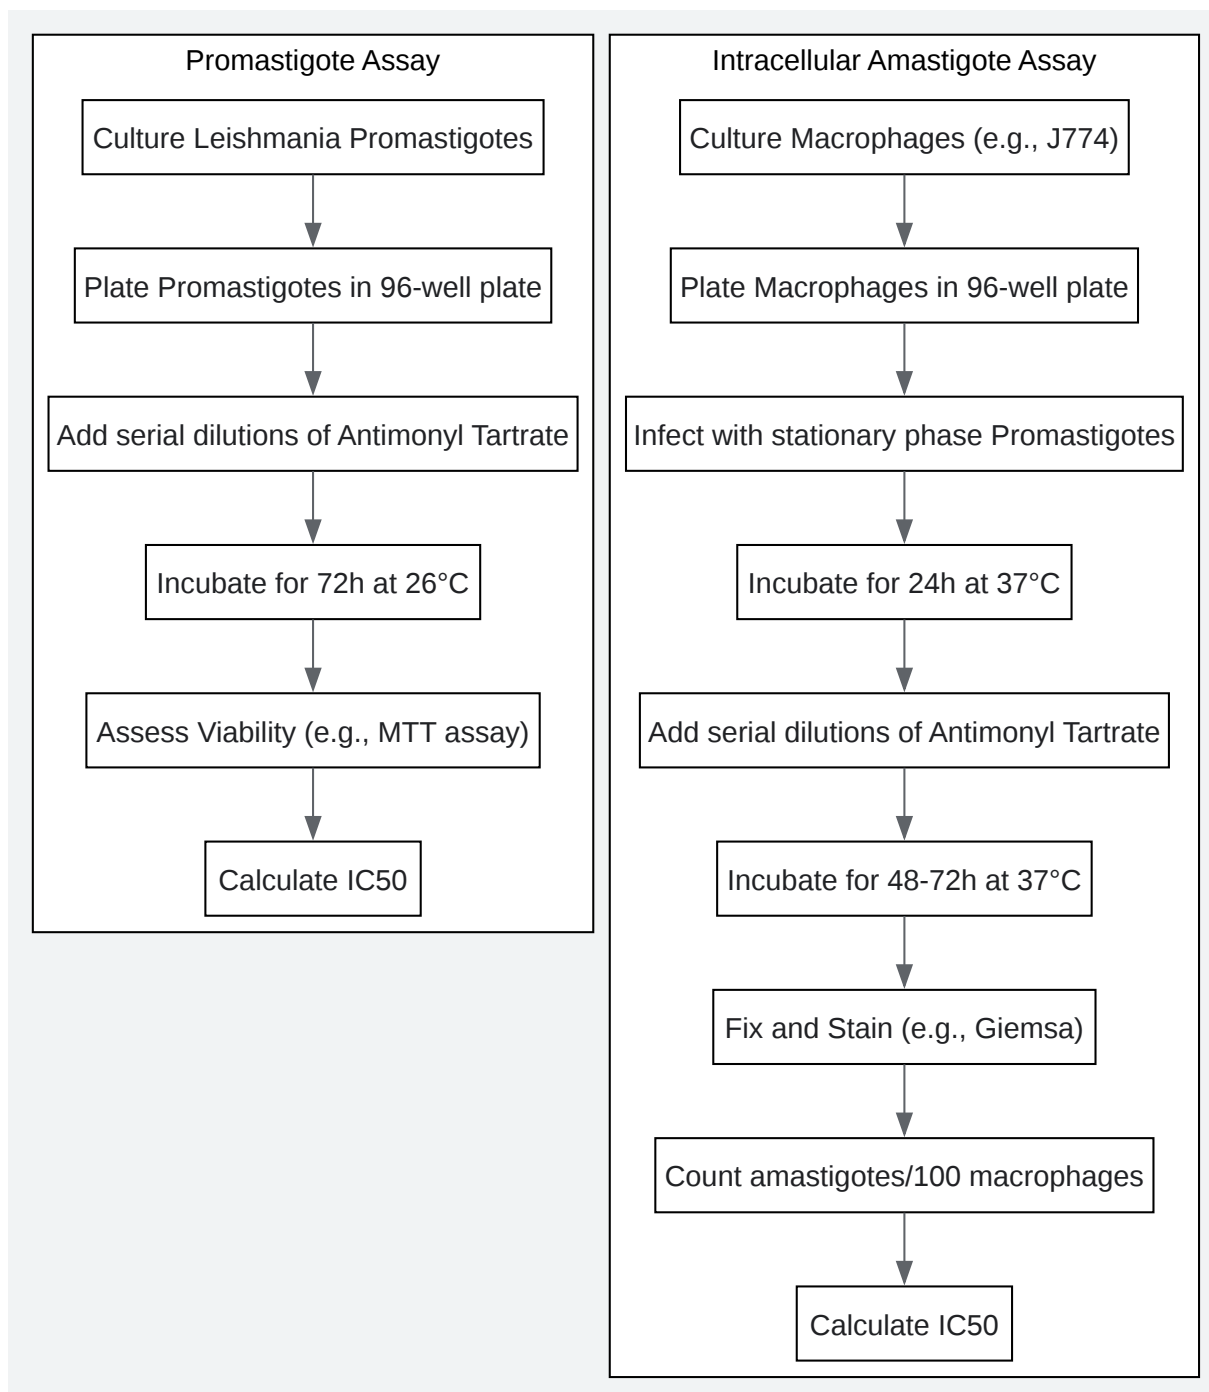 Promastigote Assay
Culture Leishmania Promastigotes
Plate Promastigotes in 96-well plate
Add serial dilutions of Antimonyl Tartrate
Incubate for 72h at 26°C
Assess Viability (e.g., MTT assay)
Calculate IC50
Intracellular Amastigote Assay
Culture Macrophages (e.g., J774)
Plate Macrophages in 96-well plate
Infect with stationary phase Promastigotes
Incubate for 24h at 37°C
Add serial dilutions of Antimonyl Tartrate
Incubate for 48-72h at 37°C
Fix and Stain (e.g., Giemsa)
Count amastigotes/100 macrophages
Calculate IC50